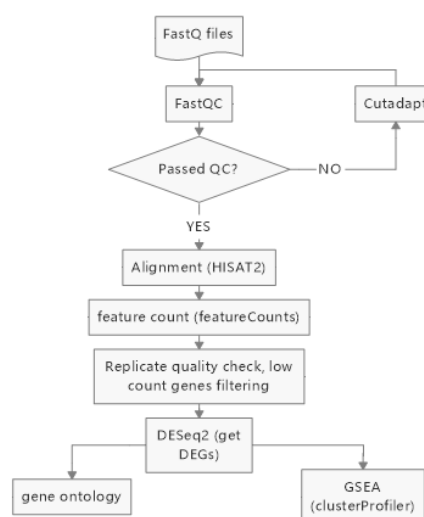 FastQ files
FastQC
Cutadapt
Passed QC?
NO
YES
Alignment (HISAT2)
feature count (featureCounts)
Replicate quality check, low
count genes filtering
DESeq2 (get
DEGs)
gene ontology
GSEA
(clusterProfiler)